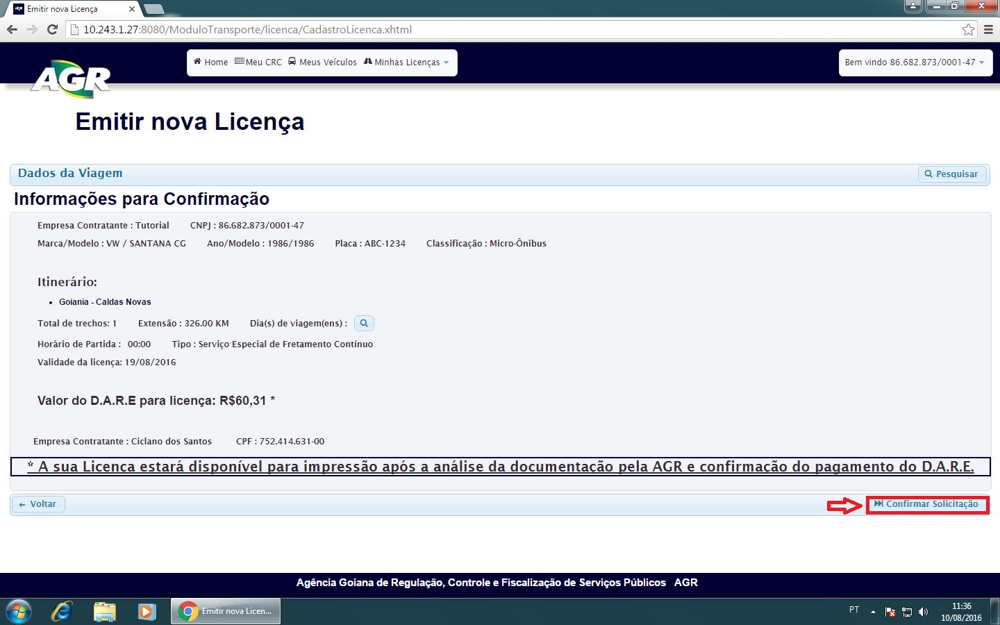 Emitir nova Licença
10.243.1.27:8080/ModuloTransporte/licenca/CadastroLicenca.xhtml
AGR
Home Meu CRC Meus Veículos Minhas Licenças
Bem vindo 86.682.873/0001-47
Emitir nova Licença
Dados da Viagem
Pesquisar
Informações para Confirmação
Empresa Contratante : Tutorial CNPJ : 86.682.873/0001-47
Marca/Modelo : VW / SANTANA CG Ano/Modelo : 1986/1986 Placa : ABC-1234 Classificação : Micro-Ônibus
Itinerário:
• Goiania - Caldas Novas
Total de trechos: 1 Extensão : 326.00 KM Dia(s) de viagem(ens) :
Horário de Partida : 00:00 Tipo : Serviço Especial de Fretamento Contínuo
Validade da licença: 19/08/2016
Valor do D.A.R.E para licença: R$60,31 *
Empresa Contratante : Ciclano dos Santos CPF : 752.414.631-00
* A sua Licença estará disponível para impressão após a análise da documentação pela AGR e confirmação do pagamento do D.A.R.E.
Voltar
Confirmar Solicitação
Agência Goiana de Regulação, Controle e Fiscalização de Serviços Públicos AGR
Emitir nova Licen...
PT
11:36
10/08/2016